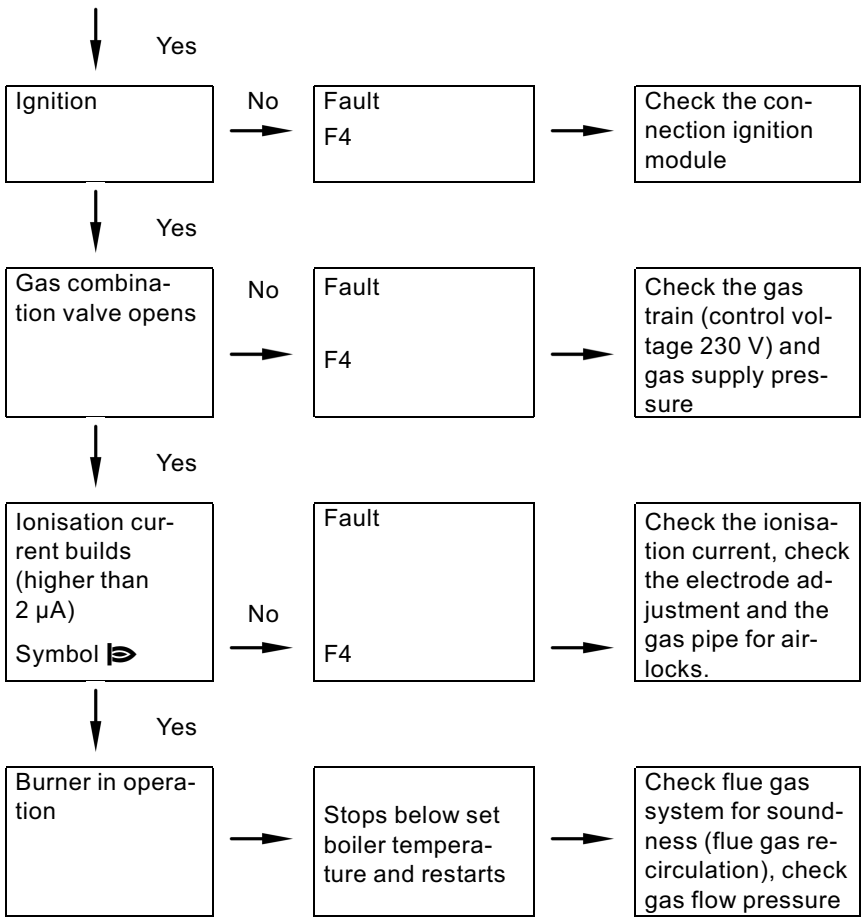 Yes
Ignition
No
Fault
F4
Check the con-
nection ignition
module
Yes
Gas combina-
tion valve opens
No
Fault
F4
Check the gas
train (control vol-
tage 230 V) and
gas supply pres-
sure
Yes
Ionisation cur-
rent builds
(higher than
2 µA)
Symbol
No
Fault
F4
Check the ionisa-
tion current, check
the electrode ad-
justment and the
gas pipe for air-
locks.
Yes
Burner in opera-
tion
Stops below set
boiler tempera-
ture and restarts
Check flue gas
system for sound-
ness (flue gas re-
circulation), check
gas flow pressure